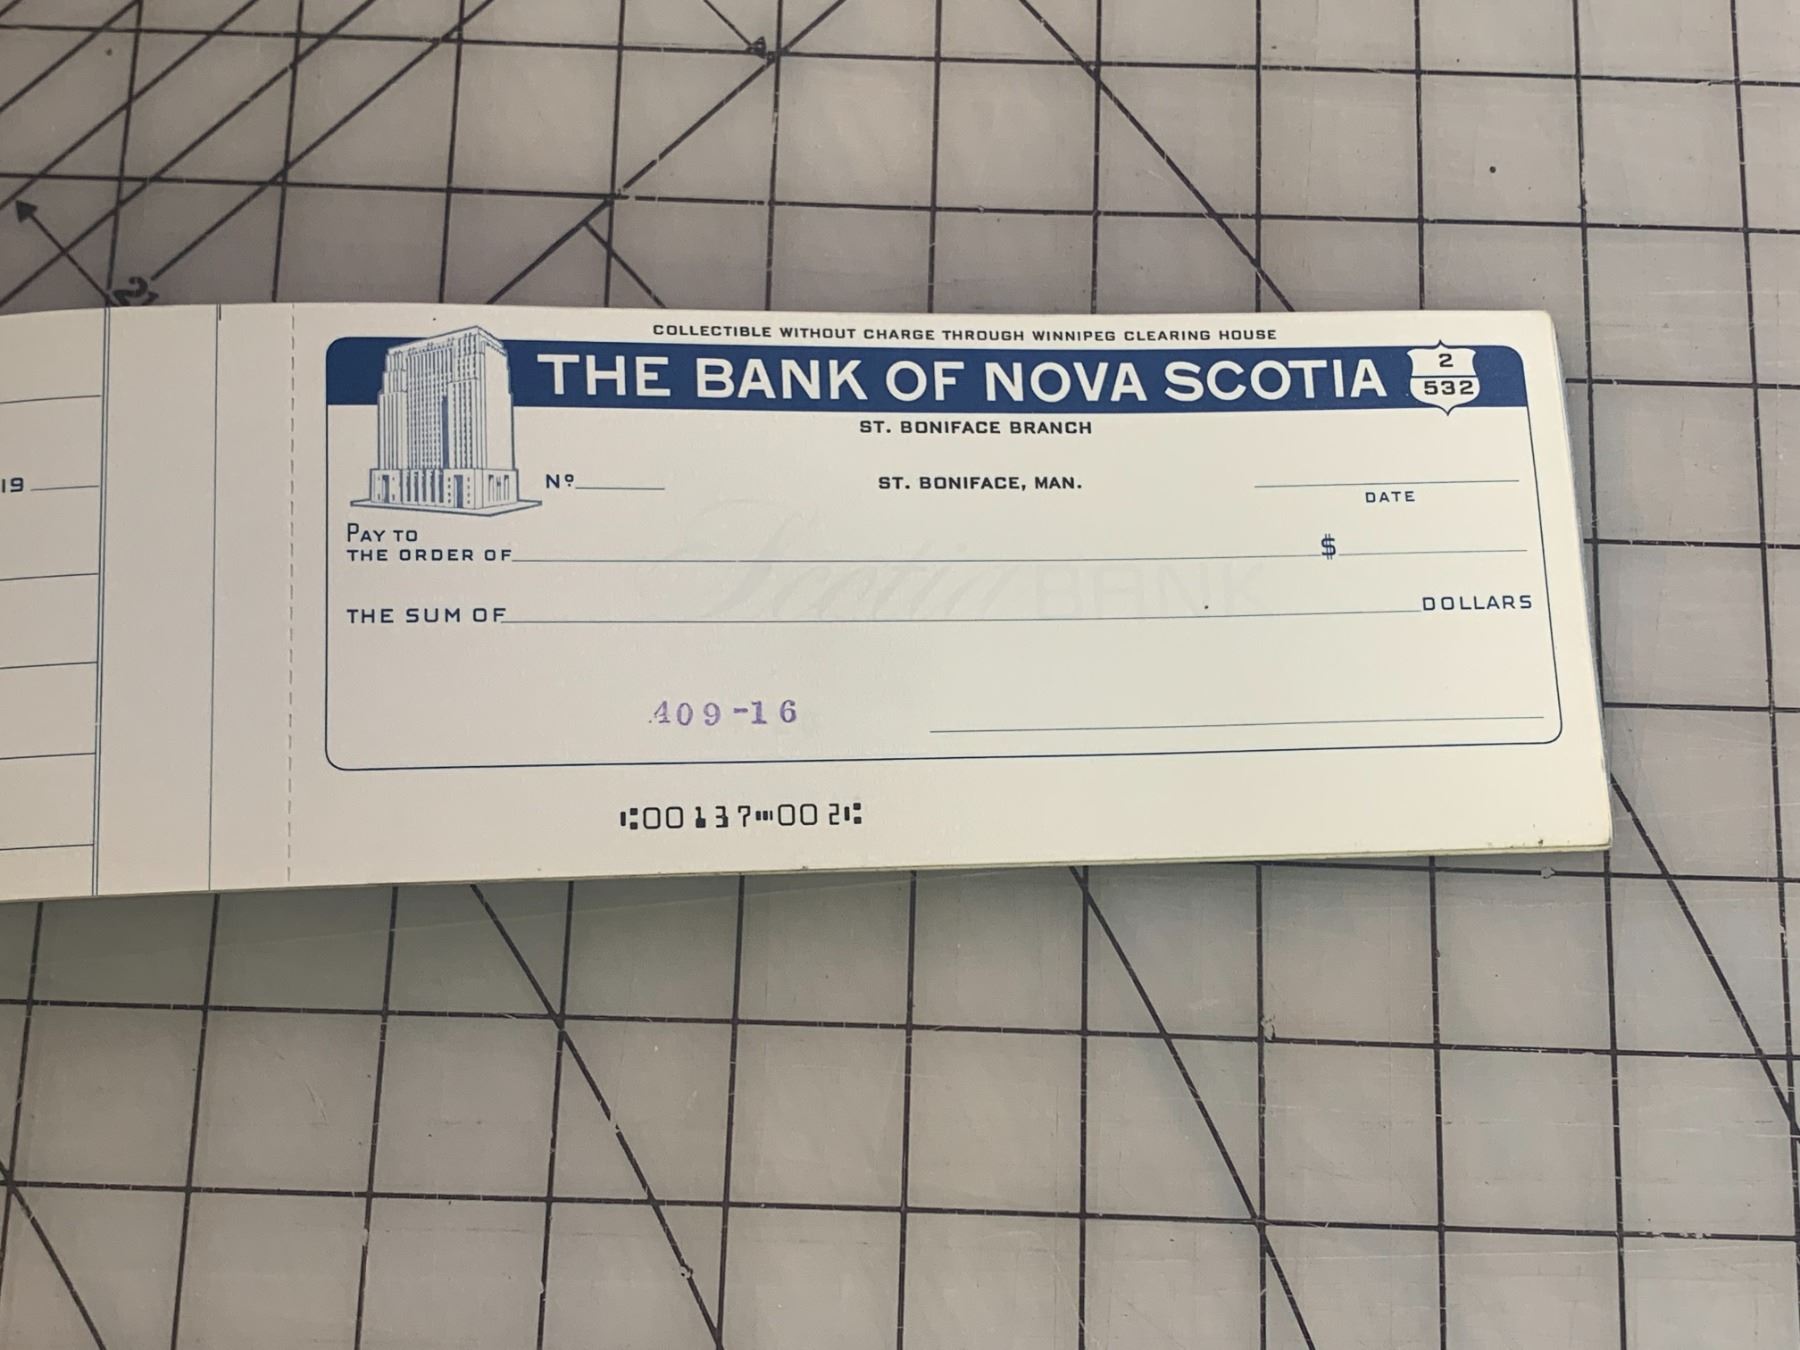 2
COLLECTIBLE WITHOUT CHARGE THROUGH WINNIPEG CLEARING HOUSE
THE BANK OF NOVA SCOTIA
2
532
ST. BONIFACE BRANCH
19
Nº
ST. BONIFACE, MAN.
DATE
PAY TO
THE ORDER OF
$
Scotia BANK
THE SUM OF
DOLLARS
409-16
⑆00137⑉002⑆